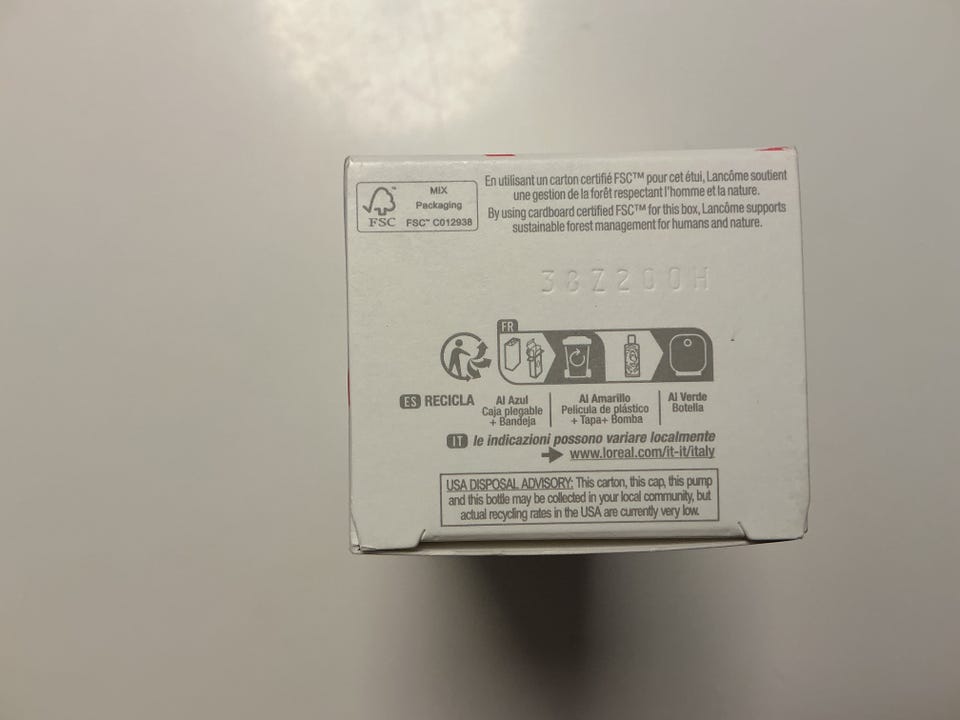 MIX
Packaging
FSC
FSC™ C012938
En utilisant un carton certifié FSC™ pour cet étui, Lancôme soutient
une gestion de la forêt respectant l'homme et la nature.
By using cardboard certified FSC™ for this box, Lancôme supports
sustainable forest management for humans and nature.
38Z200H
FR
ES RECICLA
Al Azul
Caja plegable
+ Bandeja
Al Amarillo
Película de plástico
+ Tapa+ Bomba
Al Verde
Botella
IT le indicazioni possono variare localmente
www.loreal.com/it-it/italy
USA DISPOSAL ADVISORY: This carton, this cap, this pump
and this bottle may be collected in your local community, but
actual recycling rates in the USA are currently very low.